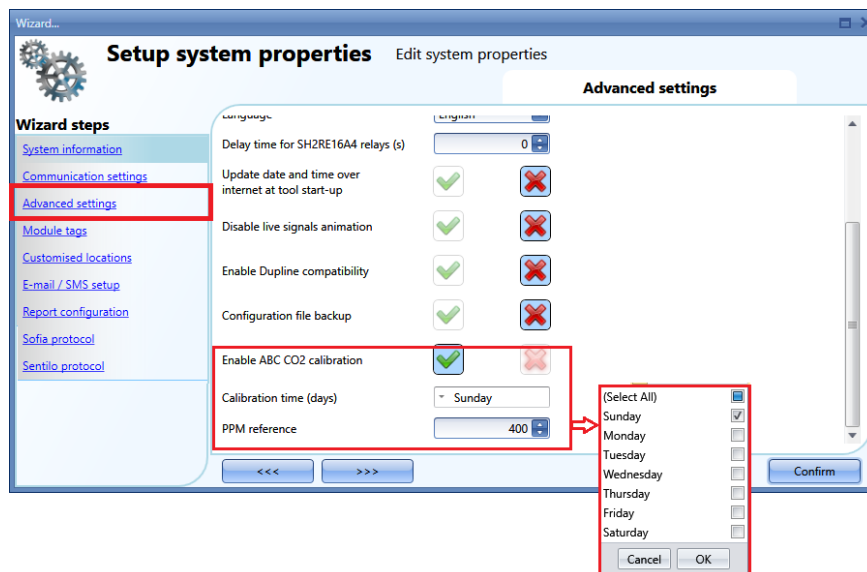 Wizard...
Setup system properties Edit system properties
Advanced settings
Wizard steps
System information
Communication settings
Advanced settings
Module tags
Customised locations
E-mail / SMS setup
Report configuration
Sofia protocol
Sentilo protocol
Language English
Delay time for SH2RE16A4 relays (s) 0
Update date and time over
internet at tool start-up
Disable live signals animation
Enable Dupline compatibility
Configuration file backup
Enable ABC CO2 calibration
Calibration time (days) Sunday
PPM reference 400
(Select All)
Sunday
Monday
Tuesday
Wednesday
Thursday
Friday
Saturday
Cancel OK
<<< >>> Confirm